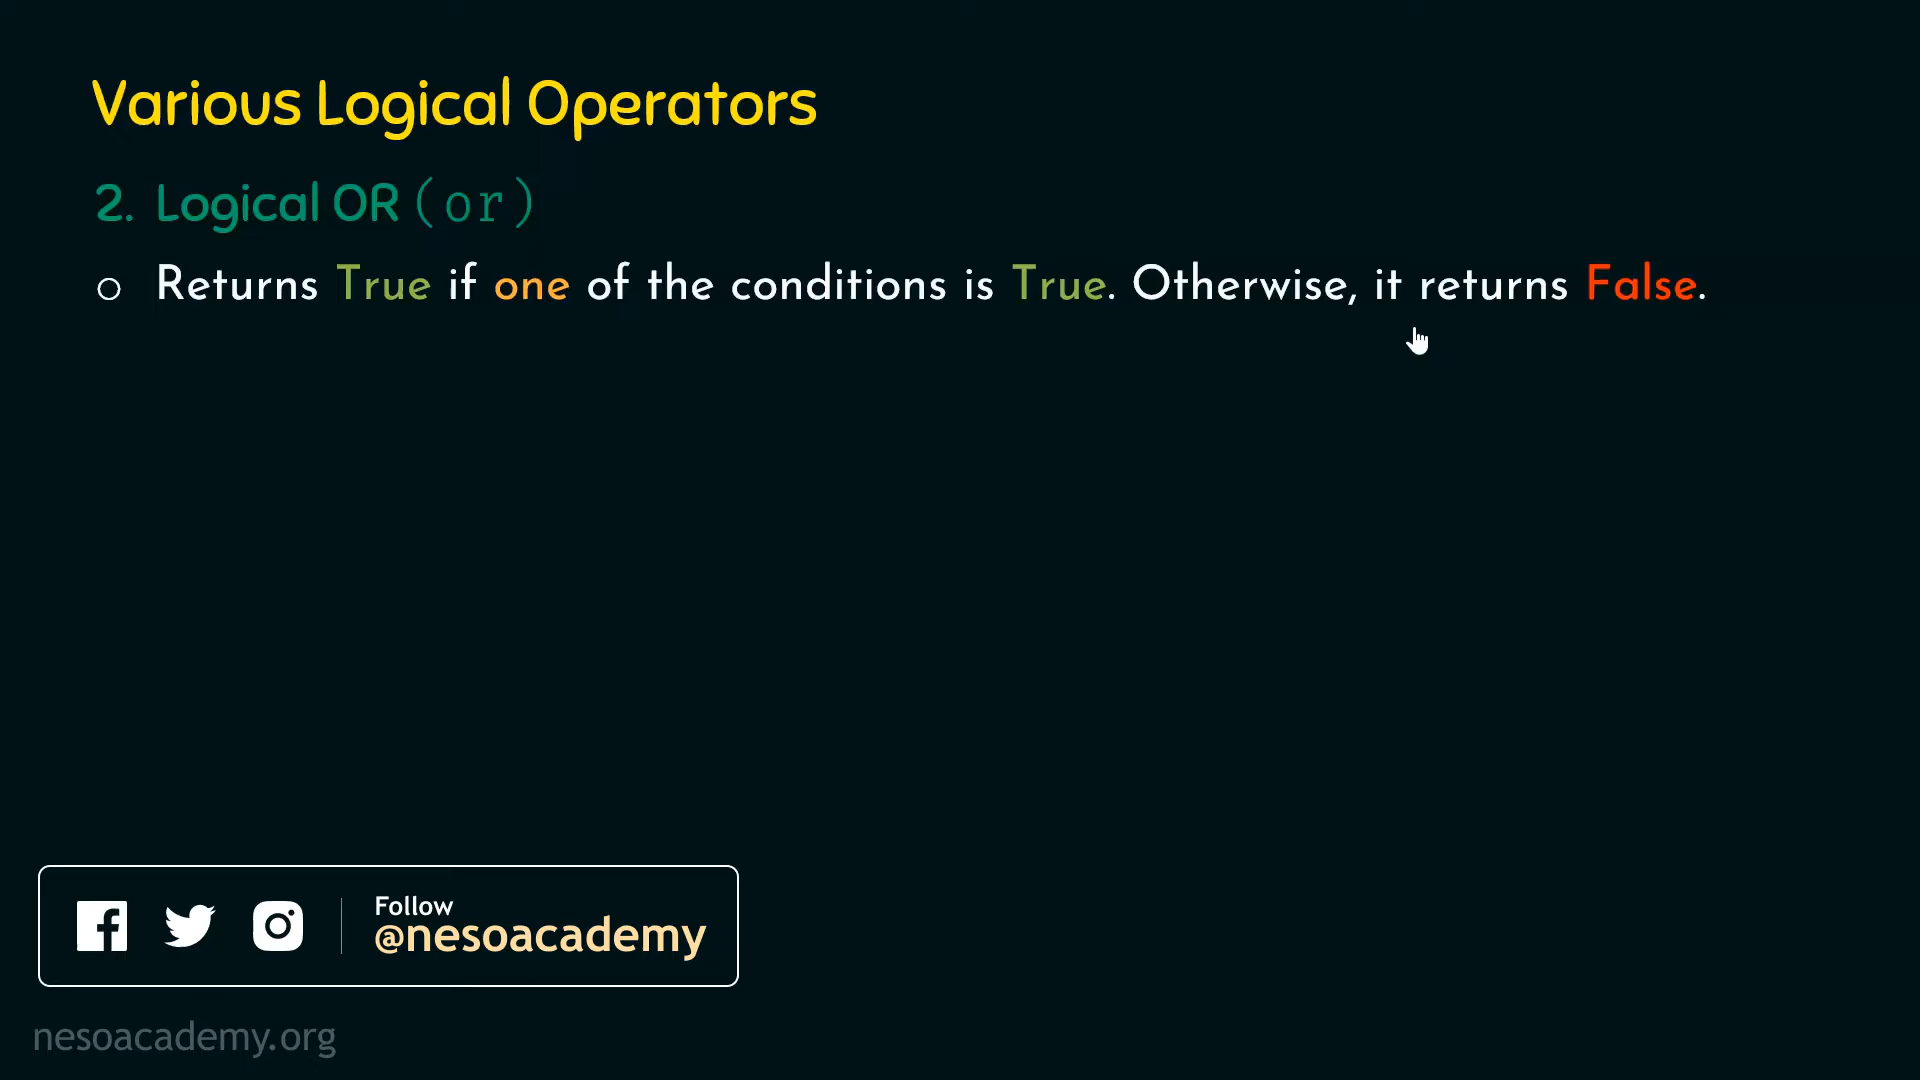 Various Logical Operators
2. Logical OR (or)
○ Returns True if one of the conditions is True. Otherwise, it returns False.
Follow
@nesoacademy
nesoacademy.org